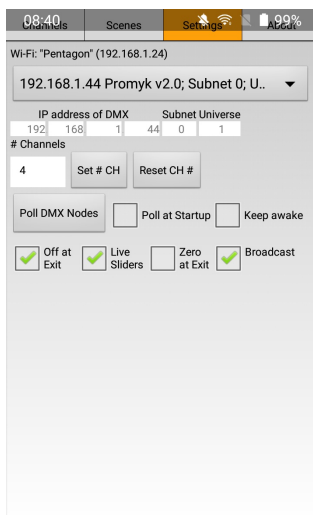 08:40 99%
Channels Scenes Settings About
Wi-Fi: "Pentagon" (192.168.1.24)
192.168.1.44 Promyk v2.0; Subnet 0; U..
IP address of DMX Subnet Universe
192 168 1 44 0 1
# Channels
4 Set # CH Reset CH #
Poll DMX Nodes Poll at Startup Keep awake
Off at Live Zero Broadcast
Exit Sliders at Exit